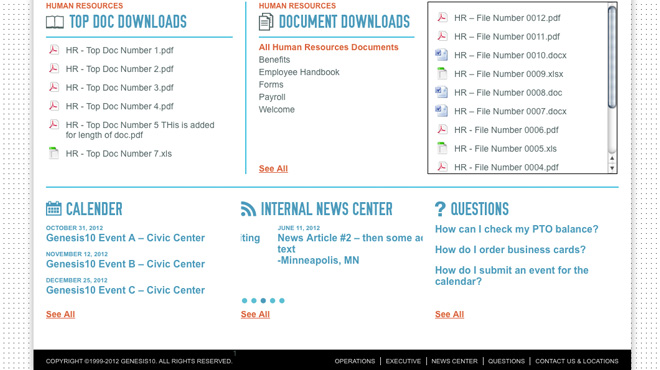 HUMAN RESOURCES
TOP DOC DOWNLOADS
HR - Top Doc Number 1.pdf
HR - Top Doc Number 2.pdf
HR - Top Doc Number 3.pdf
HR - Top Doc Number 4.pdf
HR - Top Doc Number 5 THis is added
for length of doc.pdf
HR - Top Doc Number 7.xls
HUMAN RESOURCES
DOCUMENT DOWNLOADS
All Human Resources Documents
Benefits
Employee Handbook
Forms
Payroll
Welcome
See All
HR – File Number 0012.pdf
HR – File Number 0011.pdf
HR – File Number 0010.docx
HR – File Number 0009.xlsx
HR – File Number 0008.doc
HR – File Number 0007.docx
HR - File Number 0006.pdf
HR - File Number 0005.xls
HR - File Number 0004.pdf
CALENDER
OCTOBER 31, 2012
Genesis10 Event A – Civic Center
NOVEMBER 12, 2012
Genesis10 Event B – Civic Center
DECEMBER 25, 2012
Genesis10 Event C – Civic Center
See All
INTERNAL NEWS CENTER
JUNE 11, 2012
iting News Article #2 – then some ac
text
-Minneapolis, MN
See All
QUESTIONS
How can I check my PTO balance?
How do I order business cards?
How do I submit an event for the
calendar?
See All
COPYRIGHT ©1999-2012 GENESIS10. ALL RIGHTS RESERVED.
OPERATIONS | EXECUTIVE | NEWS CENTER | QUESTIONS | CONTACT US & LOCATIONS